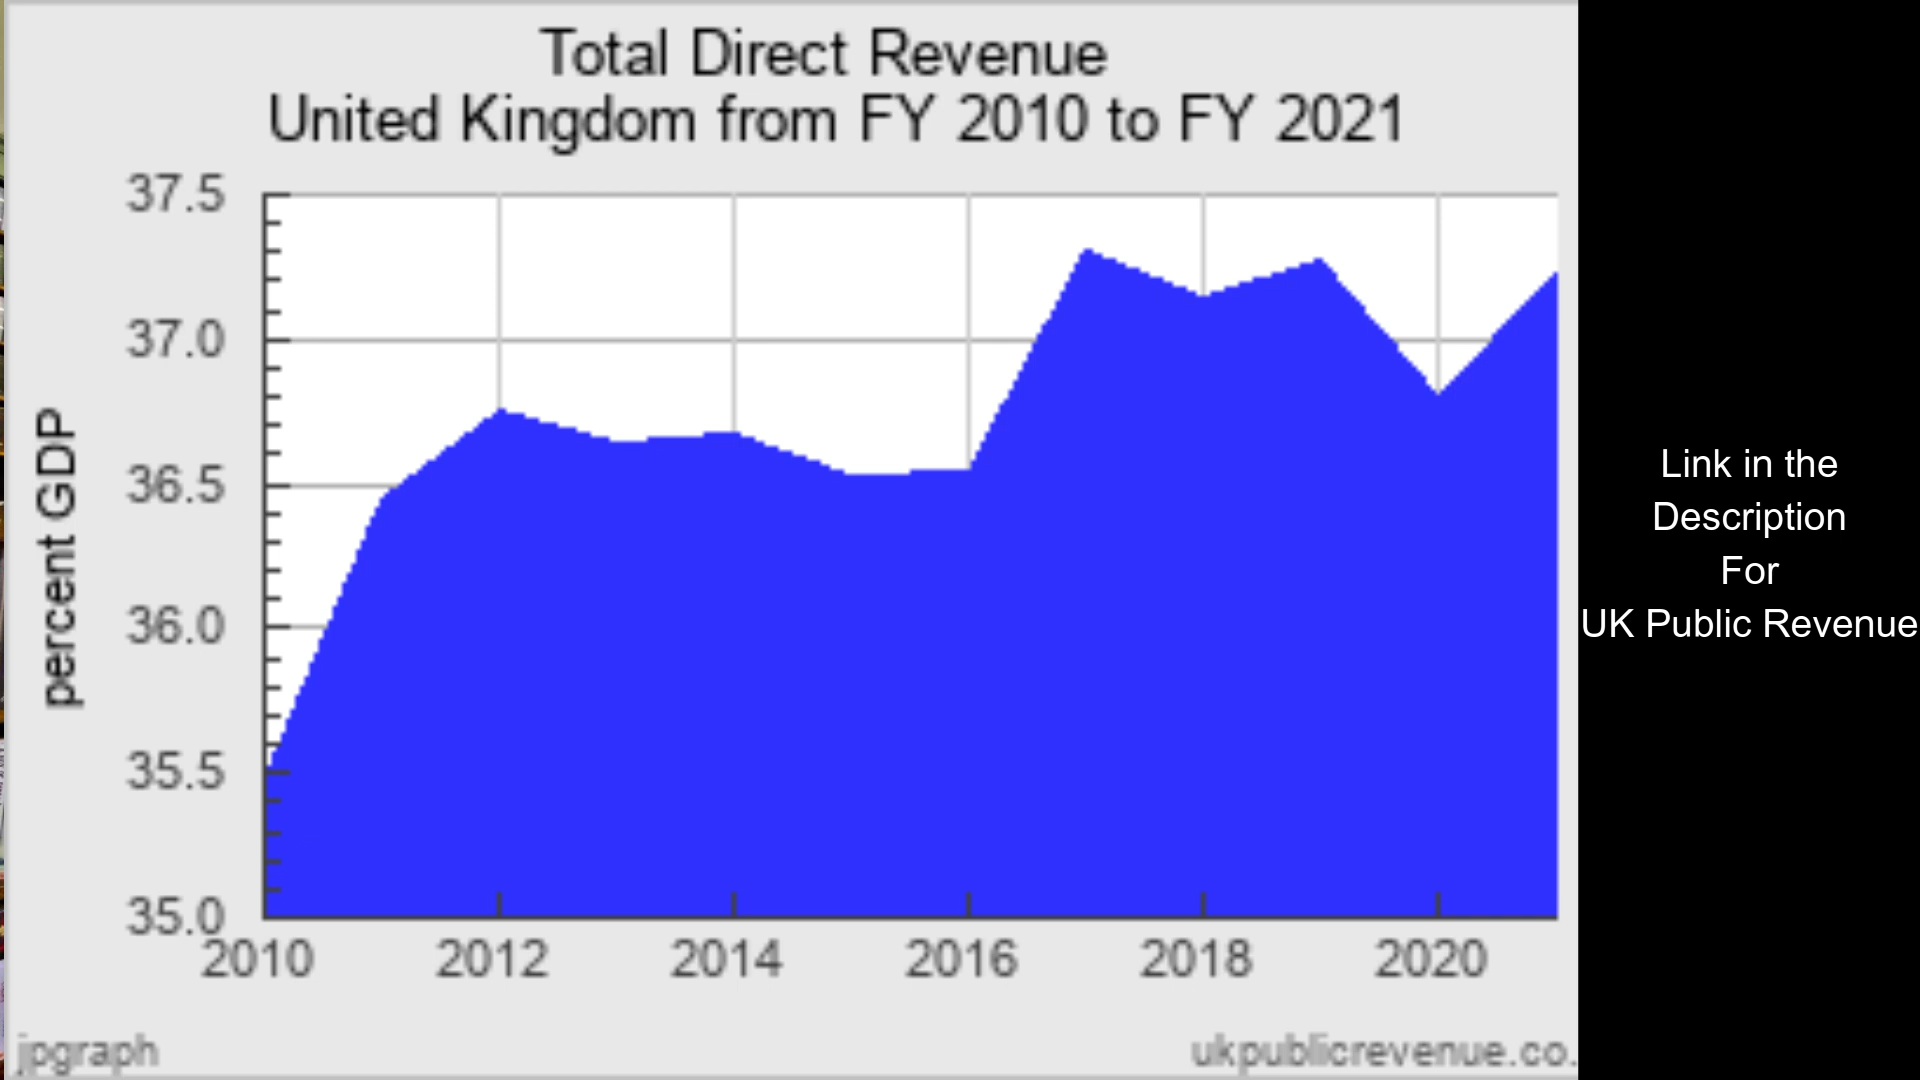 Total Direct Revenue
United Kingdom from FY 2010 to FY 2021
37.5
37.0
36.5
36.0
35.5
35.0
percent GDP
2010 2012 2014 2016 2018 2020
jpgraph
ukpublicrevenue.co.
Link in the
Description
For
UK Public Revenue